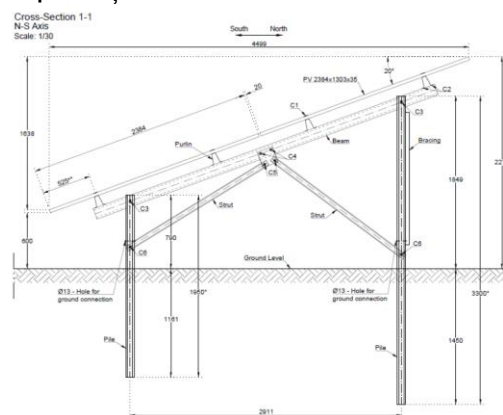 Cross-Section 1-1
N-S Axis
Scale: 1/30
South North
4499
20°
PV 2384x1303x35
20
C2
C1
C3
2384
1638
Purlin
Beam
Bracing
C4
C5
1849
22
525**
C3
Strut
Strut
790
600
C6
C6
Ground Level
Ø13 - Hole for
ground connection
1950*
Ø13 - Hole for
ground connection
3300*
1161
1450
Pile
Pile
2911